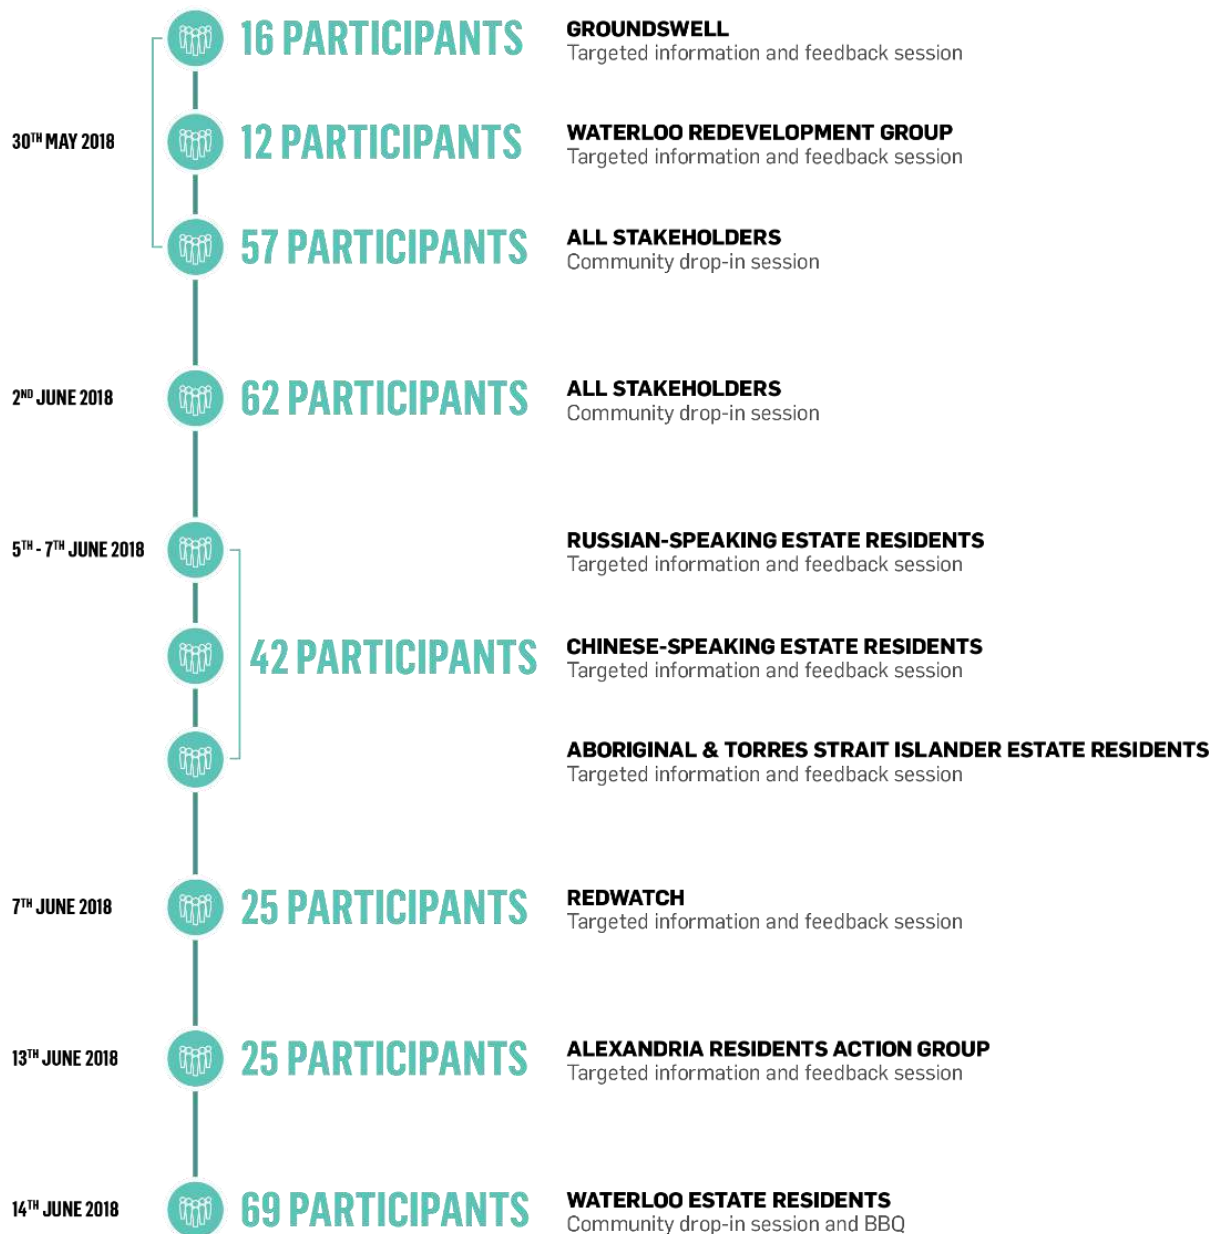 16 PARTICIPANTS
GROUNDSWELL
Targeted information and feedback session
30TH MAY 2018
12 PARTICIPANTS
WATERLOO REDEVELOPMENT GROUP
Targeted information and feedback session
57 PARTICIPANTS
ALL STAKEHOLDERS
Community drop-in session
2ND JUNE 2018
62 PARTICIPANTS
ALL STAKEHOLDERS
Community drop-in session
5TH - 7TH JUNE 2018
RUSSIAN-SPEAKING ESTATE RESIDENTS
Targeted information and feedback session
42 PARTICIPANTS
CHINESE-SPEAKING ESTATE RESIDENTS
Targeted information and feedback session
ABORIGINAL & TORRES STRAIT ISLANDER ESTATE RESIDENTS
Targeted information and feedback session
7TH JUNE 2018
25 PARTICIPANTS
REDWATCH
Targeted information and feedback session
13TH JUNE 2018
25 PARTICIPANTS
ALEXANDRIA RESIDENTS ACTION GROUP
Targeted information and feedback session
14TH JUNE 2018
69 PARTICIPANTS
WATERLOO ESTATE RESIDENTS
Community drop-in session and BBQ